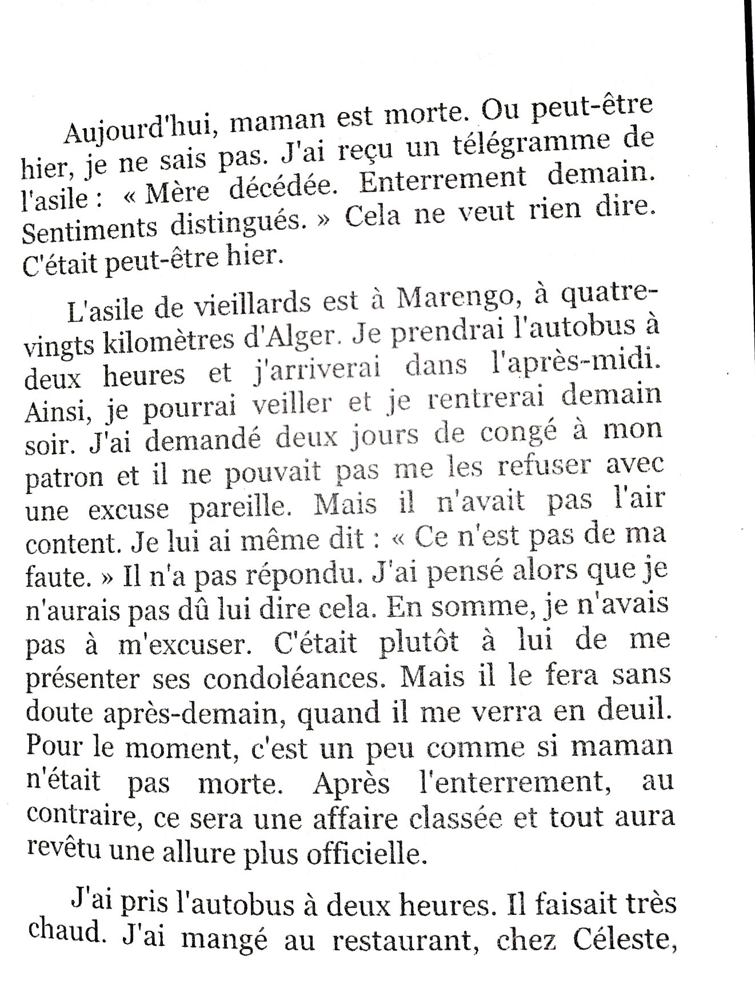 Aujourd'hui, maman est morte. Ou peut-être
hier, je ne sais pas. J'ai reçu un télégramme de
l'asile : « Mère décédée. Enterrement demain.
Sentiments distingués. » Cela ne veut rien dire.
C'était peut-être hier.
L'asile de vieillards est à Marengo, à quatre-
vingts kilomètres d'Alger. Je prendrai l'autobus à
deux heures et j'arriverai dans l'après-midi.
Ainsi, je pourrai veiller et je rentrerai demain
soir. J'ai demandé deux jours de congé à mon
patron et il ne pouvait pas me les refuser avec
une excuse pareille. Mais il n'avait pas l'air
content. Je lui ai même dit : « Ce n'est pas de ma
faute. » Il n'a pas répondu. J'ai pensé alors que je
n'aurais pas dû lui dire cela. En somme, je n'avais
pas à m'excuser. C'était plutôt à lui de me
présenter ses condoléances. Mais il le fera sans
doute après-demain, quand il me verra en deuil.
Pour le moment, c'est un peu comme si maman
n'était pas morte. Après l'enterrement, au
contraire, ce sera une affaire classée et tout aura
revêtu une allure plus officielle.
J'ai pris l'autobus à deux heures. Il faisait très
chaud. J'ai mangé au restaurant, chez Céleste,